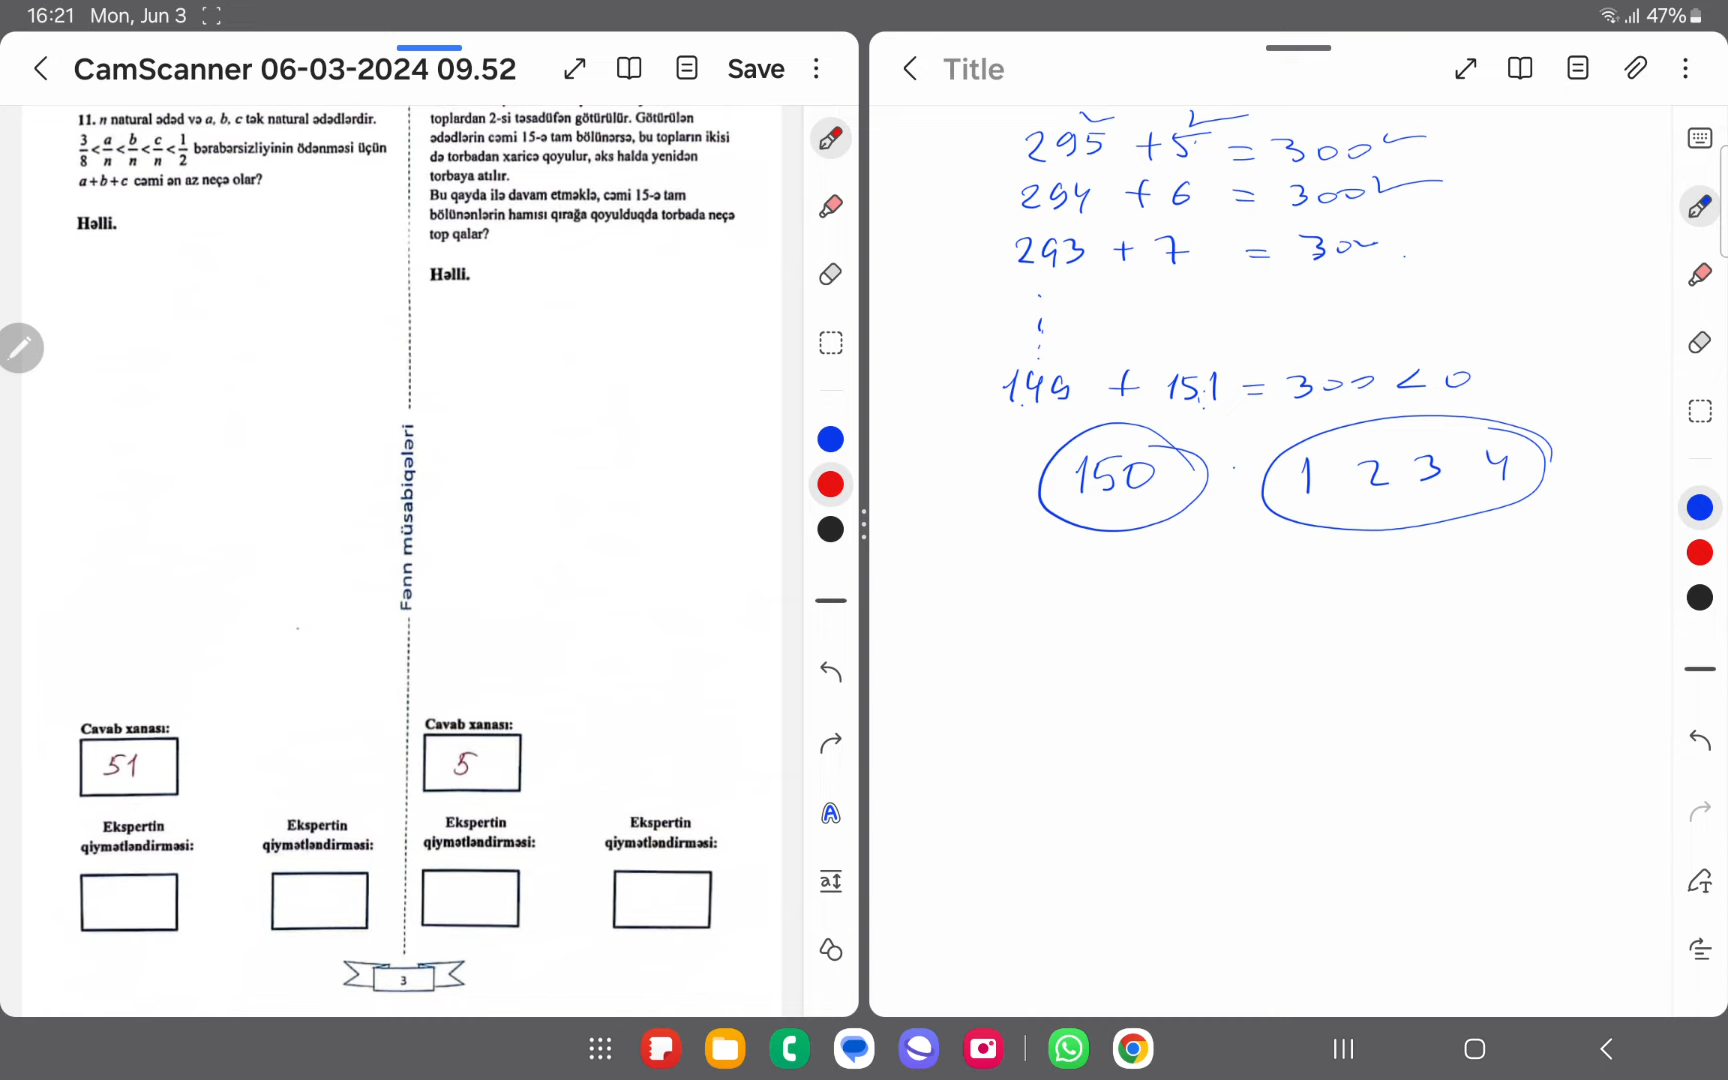 16:21 Mon, Jun 3
47%
CamScanner 06-03-2024 09.52
Save
11. n natural ədəd və a, b, c tək natural ədədlərdir.
3/8 < a/n < b/n < c/n < 1/2 bərabərsizliyinin ödənməsi üçün
a+b+c cəmi ən azı neçə olar?
Həlli.
toplardan 2-si təsadüfən götürülür. Götürülən
ədədlərin cəmi 15-ə tam bölünərsə, bu topların ikisi
də torbadan xaricə qoyulur, əks halda yenidən
torbaya atılır.
Bu qayda ilə davam etməklə, cəmi 15-ə tam
bölünənlərin hamısı qırağa qoyulduqda torbada neçə
top qalar?
Həlli.
Fənn müsabiqələri
Cavab xanası:
51
Cavab xanası:
5
Ekspertin
qiymətləndirməsi:
Ekspertin
qiymətləndirməsi:
Ekspertin
qiymətləndirməsi:
Ekspertin
qiymətləndirməsi:
3
A
a
Title
295 + 5 = 300
294 + 6 = 300
293 + 7 = 300
149 + 151 = 300 < 0
150 1 2 3 4
T